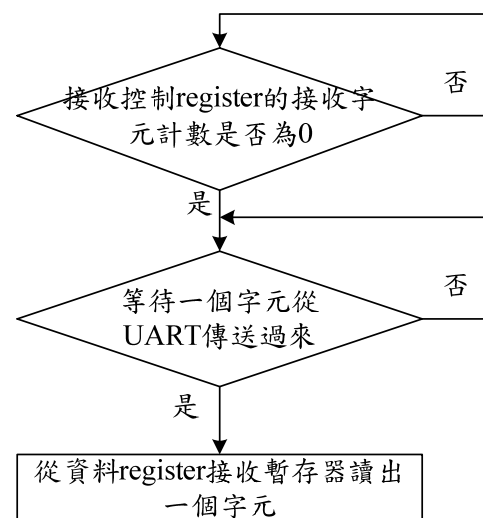 接收控制register的接收字
元計數是否為0
否
是
等待一個字元從
UART傳送過來
否
是
從資料register接收暫存器讀出
一個字元